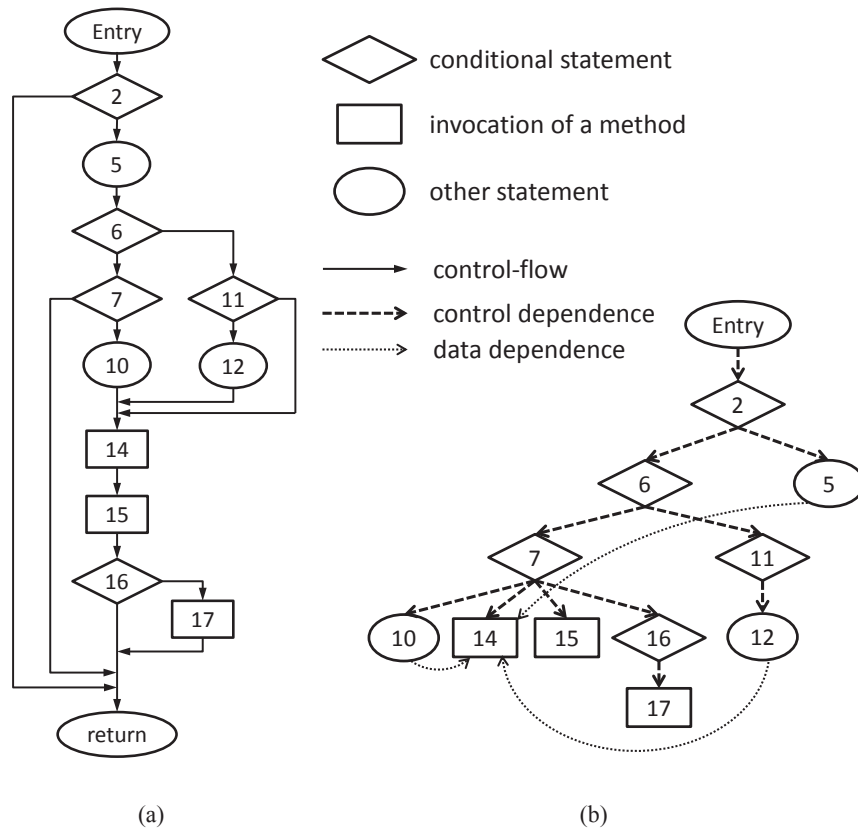 Entry
2
5
6
7
11
10
12
14
15
16
17
return
(a)
conditional statement
invocation of a method
other statement
control-flow
control dependence
data dependence
Entry
2
6
5
7
11
10
14
15
16
12
17
(b)